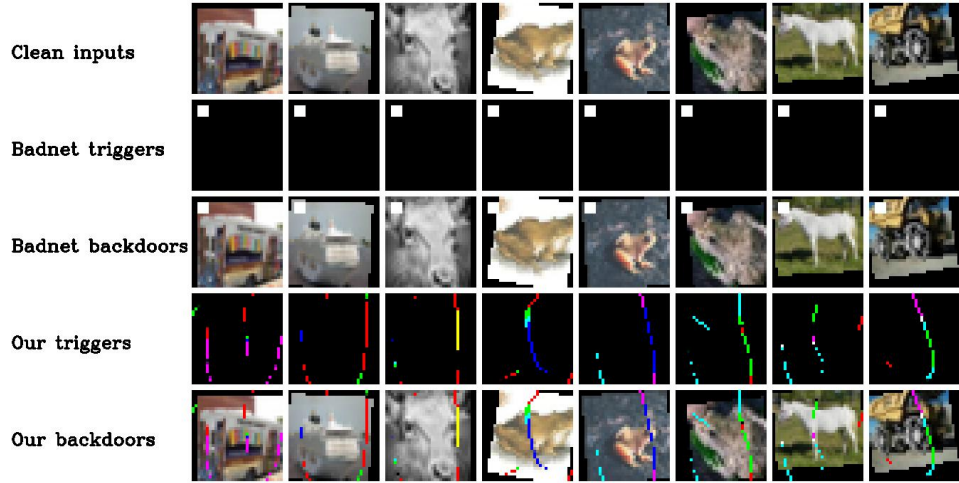 Clean inputs
Badnet triggers
Badnet backdoors
Our triggers
Our backdoors